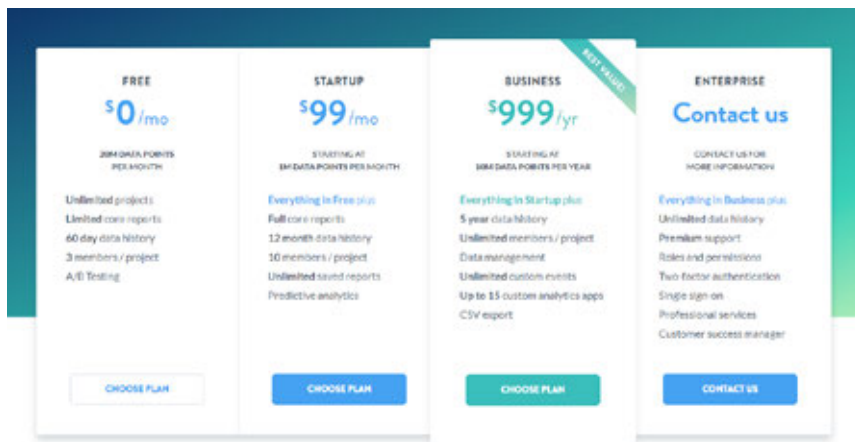 FREE
$0/mo
20M DATA POINTS
PER MONTH
Unlimited projects
Limited core reports
60 day data history
3 members / project
A/B Testing
CHOOSE PLAN
STARTUP
$99/mo
STARTING AT
DATA POINTS PER MONTH
Everything in Free plus
Full core reports
12 month data history
10 members / project
Unlimited saved reports
Predictive analytics
CHOOSE PLAN
BEST VALUE!
BUSINESS
$999/yr
STARTING AT
DATA POINTS PER YEAR
Everything in Startup plus
5 year data history
Unlimited members / project
Data management
Unlimited custom events
Up to 15 custom analytics apps
CSV export
CHOOSE PLAN
ENTERPRISE
Contact us
CONTACT US FOR
MORE INFORMATION
Everything in Business plus
Unlimited data history
Premium support
Roles and permissions
Two-factor authentication
Single sign on
Professional services
Customer success manager
CONTACT US